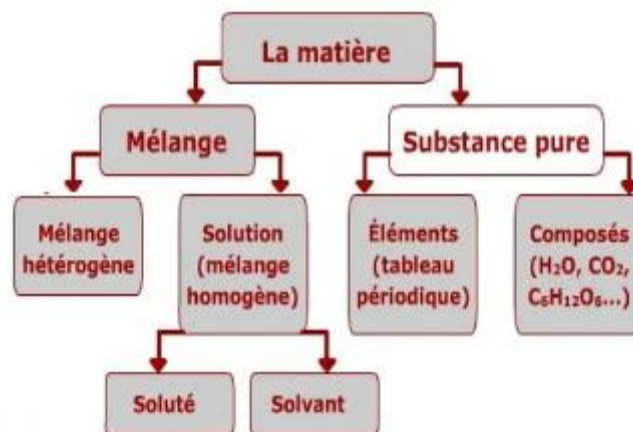 La matière
Mélange
Substance pure
Mélange
hétérogène
Solution
(mélange
homogène)
Éléments
(tableau
périodique)
Composés
(H₂O, CO₂,
C₆H₁₂O₆...)
Soluté
Solvant